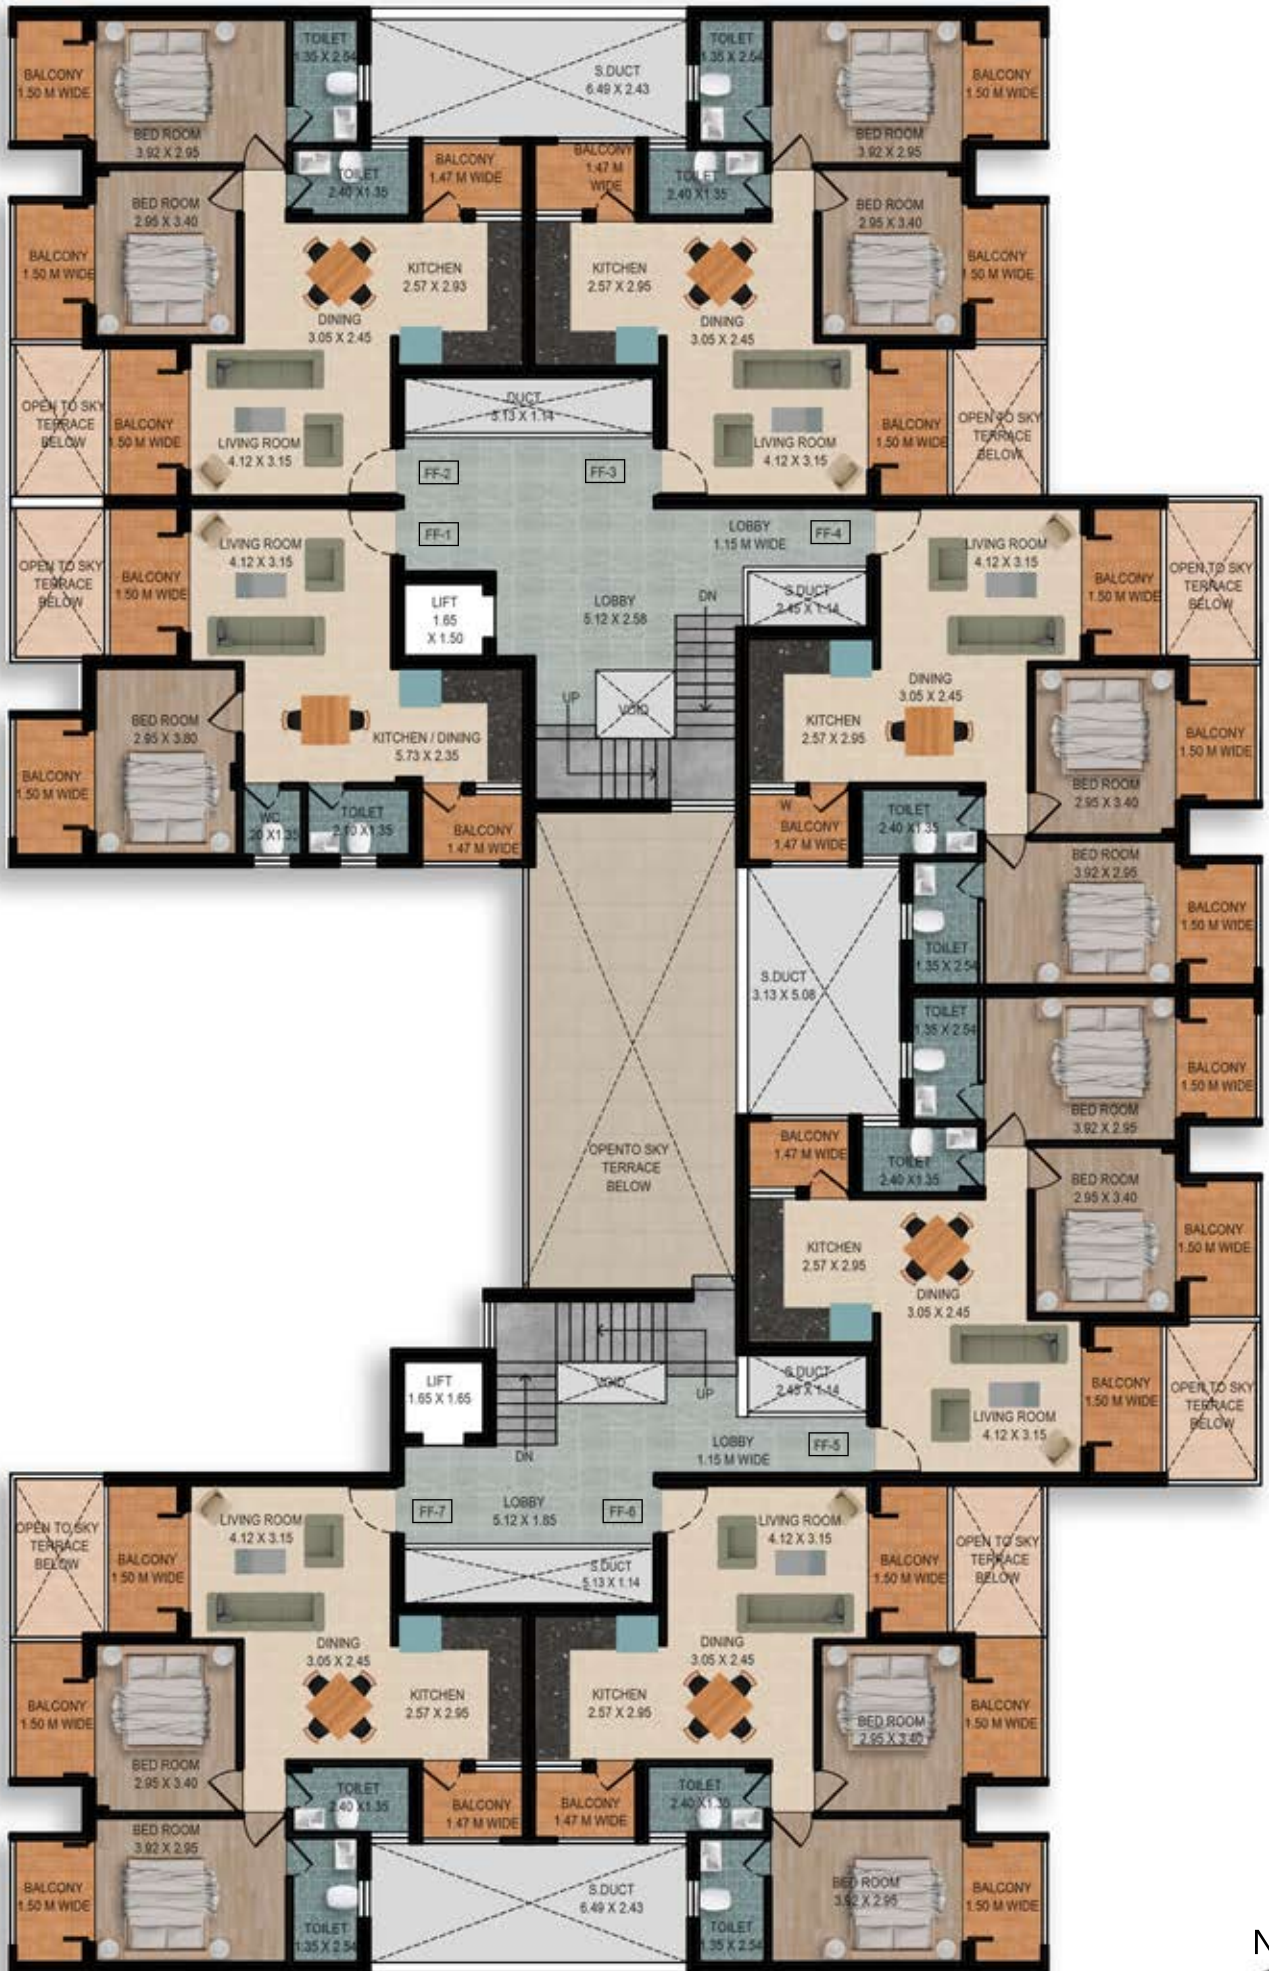 TOILET
1.35 X 2.54
S.DUCT
6.49 X 2.43
TOILET
1.35 X 2.54
BALCONY
1.50 M WIDE
BED ROOM
3.92 X 2.95
BED ROOM
3.92 X 2.95
BALCONY
1.50 M WIDE
TOILET
2.40 X1.35
BALCONY
1.47 M WIDE
BALCONY
1.47 M
WIDE
TOILET
2.40 X1.35
BED ROOM
2.95 X 3.40
BED ROOM
2.95 X 3.40
BALCONY
1.50 M WIDE
BALCONY
1.50 M WIDE
KITCHEN
2.57 X 2.93
KITCHEN
2.57 X 2.95
DINING
3.05 X 2.45
DINING
3.05 X 2.45
OPEN TO SKY
TERRACE
BELOW
BALCONY
1.50 M WIDE
LIVING ROOM
4.12 X 3.15
DUCT
5.13 X 1.14
LIVING ROOM
4.12 X 3.15
BALCONY
1.50 M WIDE
OPEN TO SKY
TERRACE
BELOW
FF-2
FF-3
FF-1
LOBBY
1.15 M WIDE
FF-4
OPEN TO SKY
TERRACE
BELOW
BALCONY
1.50 M WIDE
LIVING ROOM
4.12 X 3.15
LIFT
1.65
X 1.50
LOBBY
5.12 X 2.58
DN
S.DUCT
2.45 X 1.14
LIVING ROOM
4.12 X 3.15
BALCONY
1.50 M WIDE
OPEN TO SKY
TERRACE
BELOW
UP
VOID
BED ROOM
2.95 X 3.80
KITCHEN / DINING
5.73 X 2.35
BALCONY
1.50 M WIDE
WC
TOILET
2.10 X1.35
BALCONY
1.47 M WIDE
DINING
3.05 X 2.45
KITCHEN
2.57 X 2.95
BALCONY
1.50 M WIDE
BED ROOM
2.95 X 3.40
W
BALCONY
1.47 M WIDE
TOILET
2.40 X1.35
BED ROOM
3.92 X 2.95
BALCONY
1.50 M WIDE
TOILET
1.35 X 2.54
S.DUCT
3.13 X 5.08
TOILET
1.35 X 2.54
BALCONY
1.50 M WIDE
BED ROOM
3.92 X 2.95
OPENTO SKY
TERRACE
BELOW
BALCONY
1.47 M WIDE
TOILET
2.40 X1.35
BED ROOM
2.95 X 3.40
BALCONY
1.50 M WIDE
KITCHEN
2.57 X 2.95
DINING
3.05 X 2.45
LIFT
1.65 X 1.65
VOID
UP
S.DUCT
2.45 X 1.14
BALCONY
1.50 M WIDE
OPEN TO SKY
TERRACE
BELOW
LIVING ROOM
4.12 X 3.15
DN
LOBBY
1.15 M WIDE
FF-5
FF-7
LOBBY
5.12 X 1.85
FF-6
OPEN TO SKY
TERRACE
BELOW
BALCONY
1.50 M WIDE
LIVING ROOM
4.12 X 3.15
S.DUCT
5.13 X 1.14
LIVING ROOM
4.12 X 3.15
BALCONY
1.50 M WIDE
OPEN TO SKY
TERRACE
BELOW
DINING
3.05 X 2.45
DINING
3.05 X 2.45
KITCHEN
2.57 X 2.95
KITCHEN
2.57 X 2.95
BALCONY
1.50 M WIDE
BED ROOM
2.95 X 3.40
BED ROOM
2.95 X 3.40
BALCONY
1.50 M WIDE
TOILET
2.40 X1.35
BALCONY
1.47 M WIDE
BALCONY
1.47 M WIDE
TOILET
2.40 X1.35
BED ROOM
3.92 X 2.95
BALCONY
1.50 M WIDE
TOILET
1.35 X 2.54
S.DUCT
6.49 X 2.43
TOILET
1.35 X 2.54
BED ROOM
3.92 X 2.95
BALCONY
1.50 M WIDE
N